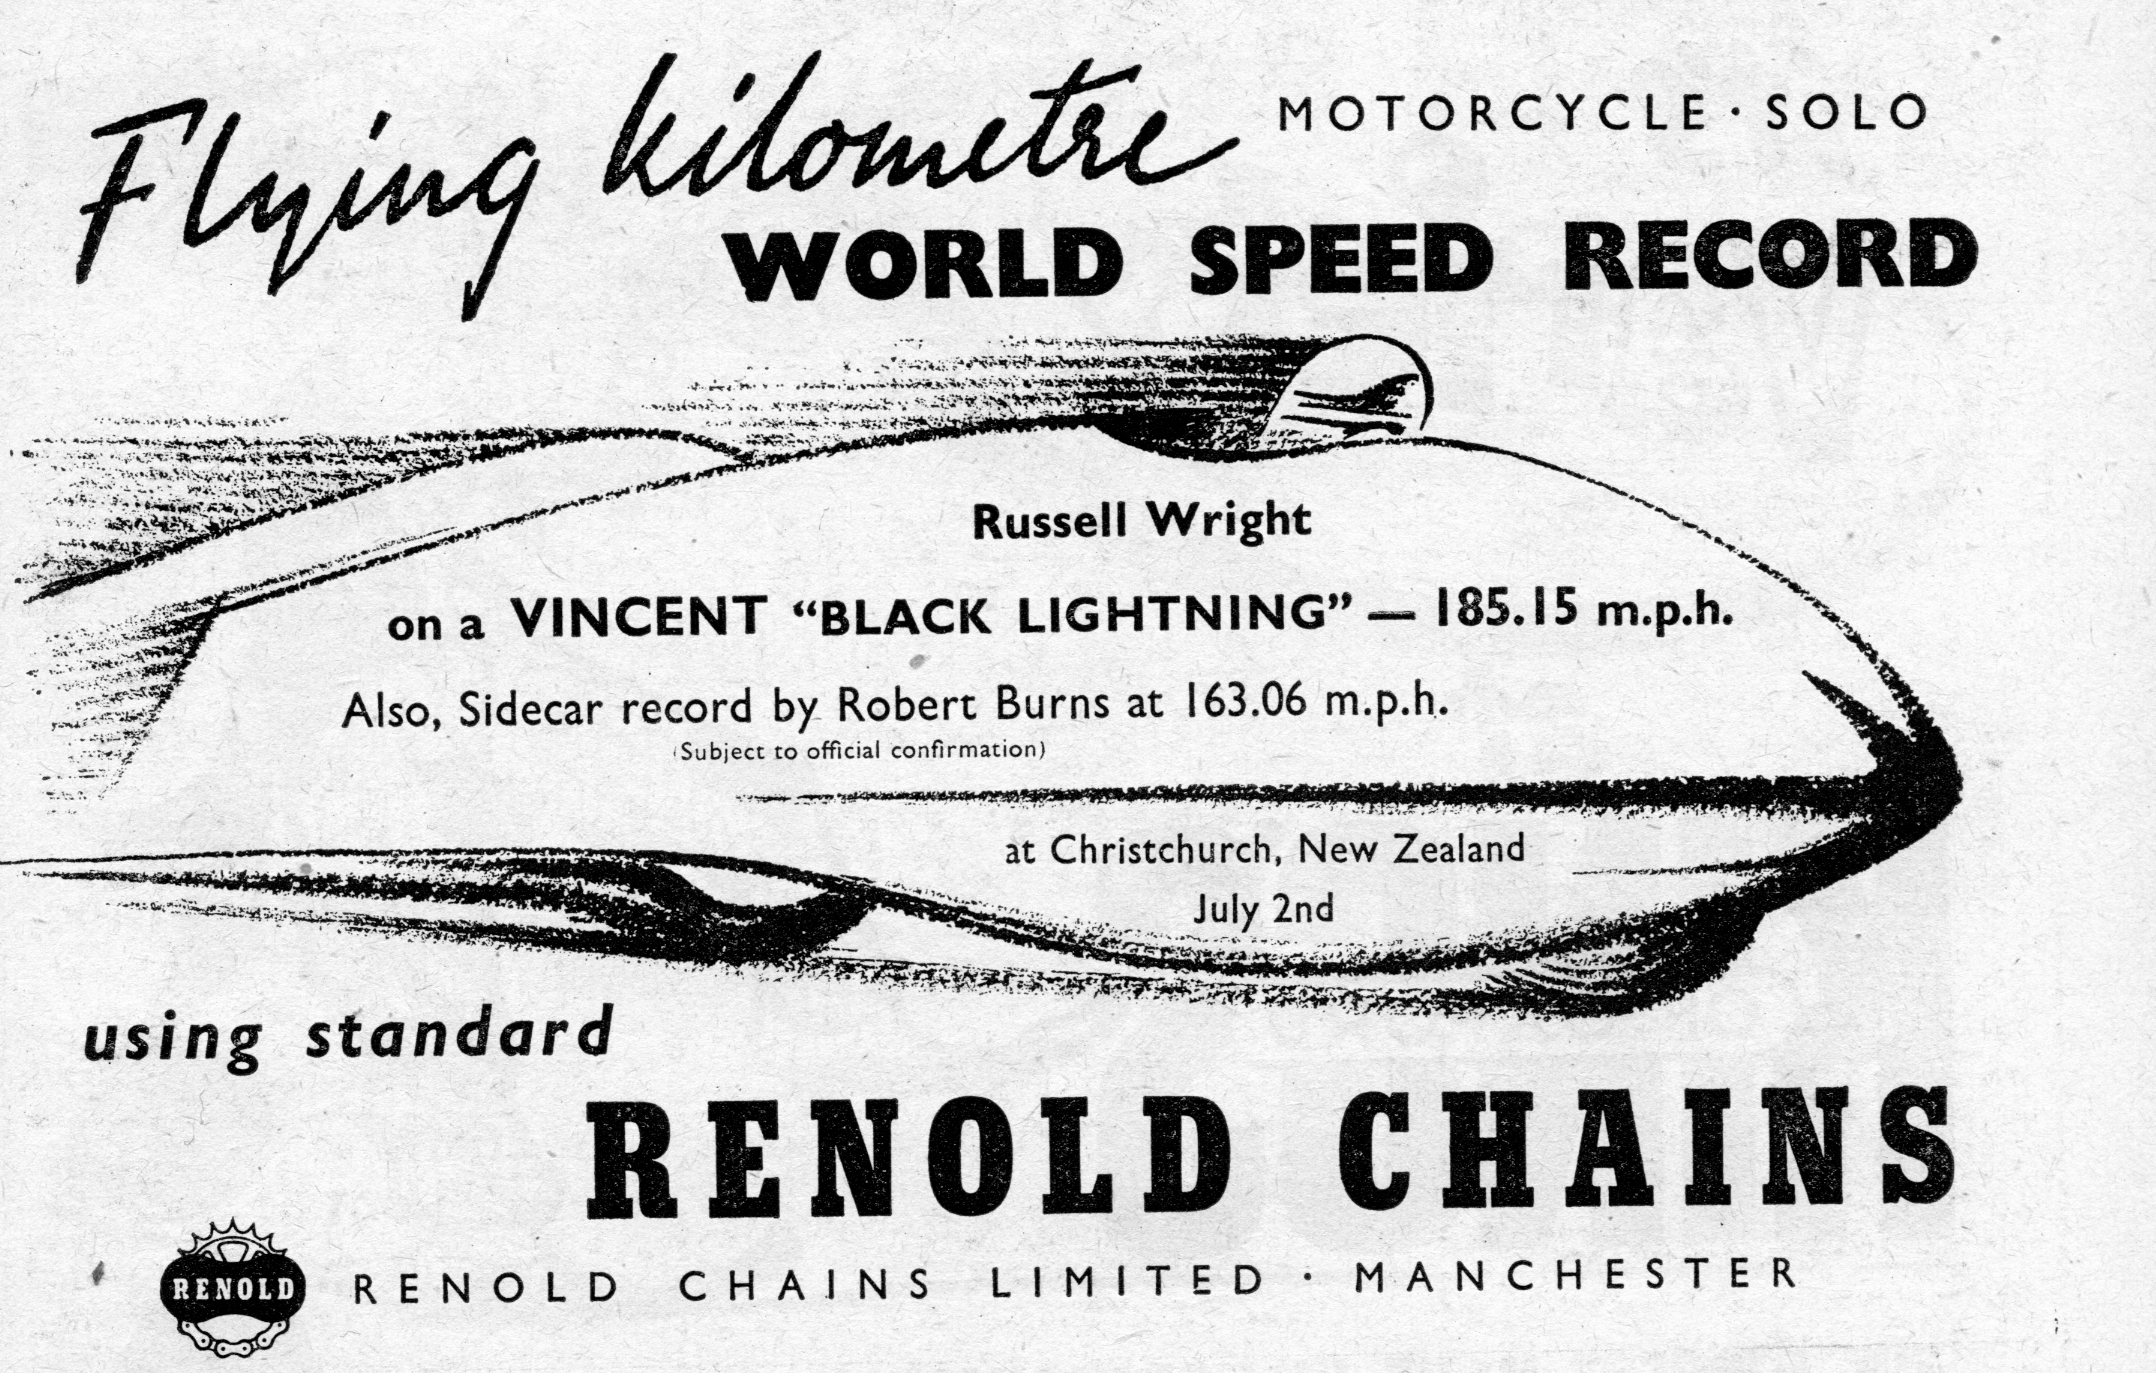 Flying kilometre MOTORCYCLE · SOLO
WORLD SPEED RECORD
Russell Wright
on a VINCENT “BLACK LIGHTNING” — 185.15 m.p.h.
Also, Sidecar record by Robert Burns at 163.06 m.p.h.
(Subject to official confirmation)
at Christchurch, New Zealand
July 2nd
using standard
RENOLD CHAINS
RENOLD
RENOLD CHAINS LIMITED · MANCHESTER